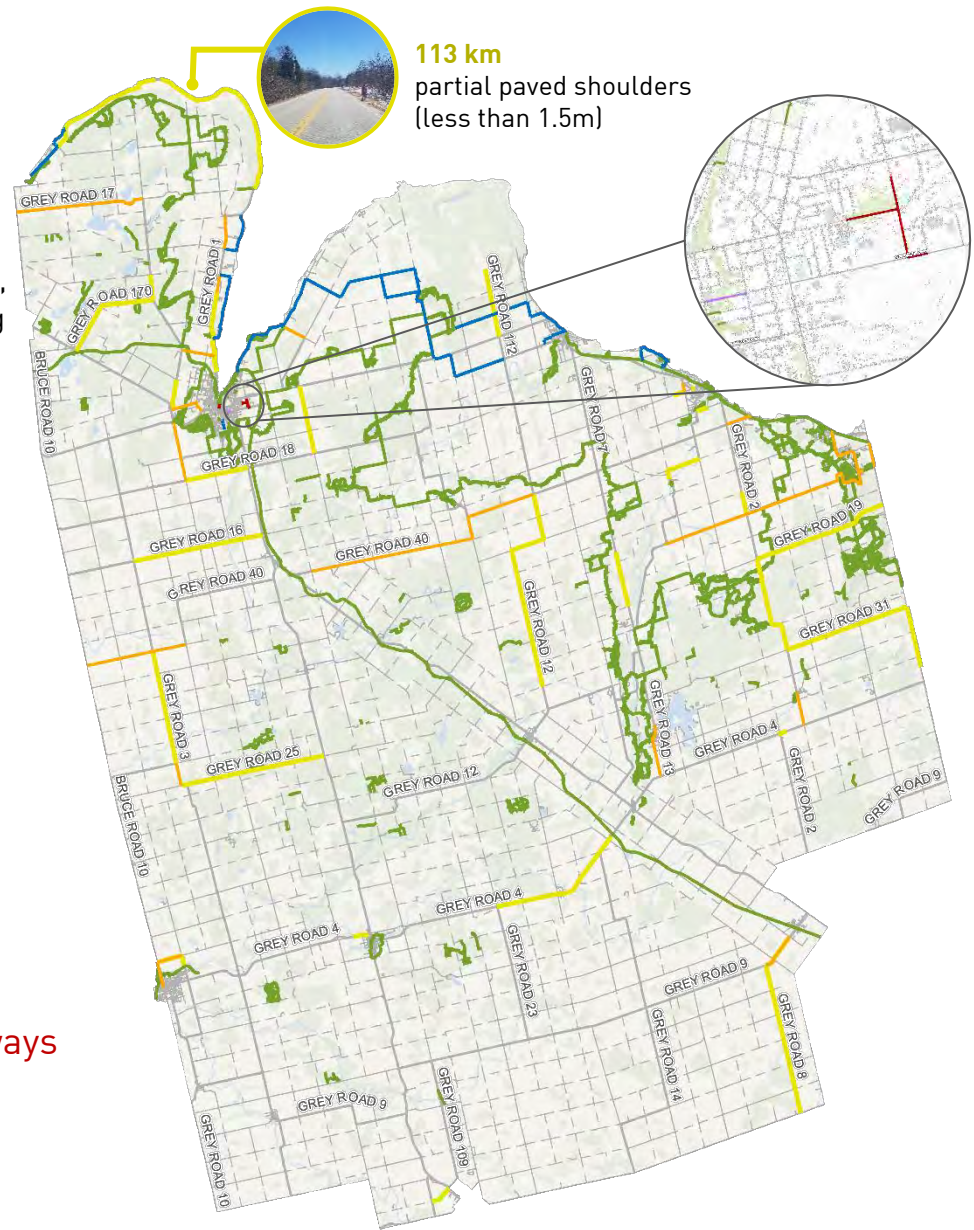 113 km
partial paved shoulders
(less than 1.5m)
GREY ROAD 17
GREY ROAD 1
GREY R OAD 170
GREY ROAD 112
BRUCE ROAD 10
GREY ROAD 7
GREY ROAD 18
GREY ROAD 2
GREY ROAD 19
GREY ROAD 16
GREY ROAD 40
G REY ROAD 40
GREY ROAD 12
GREY ROAD 31
GREY ROAD 3
GREY ROAD 13
GREY ROAD 4
GREY ROAD 25
GREY ROAD 12
GREY ROAD 2
GREY ROAD 9
BRUCE ROAD 10
GREY ROAD 4
GREY ROAD 4
GREY ROAD 23
GREY ROAD 9
GREY ROAD 8
GREY ROAD 14
ways
GREY ROAD 9
GREY ROAD 109
GREY ROAD 10